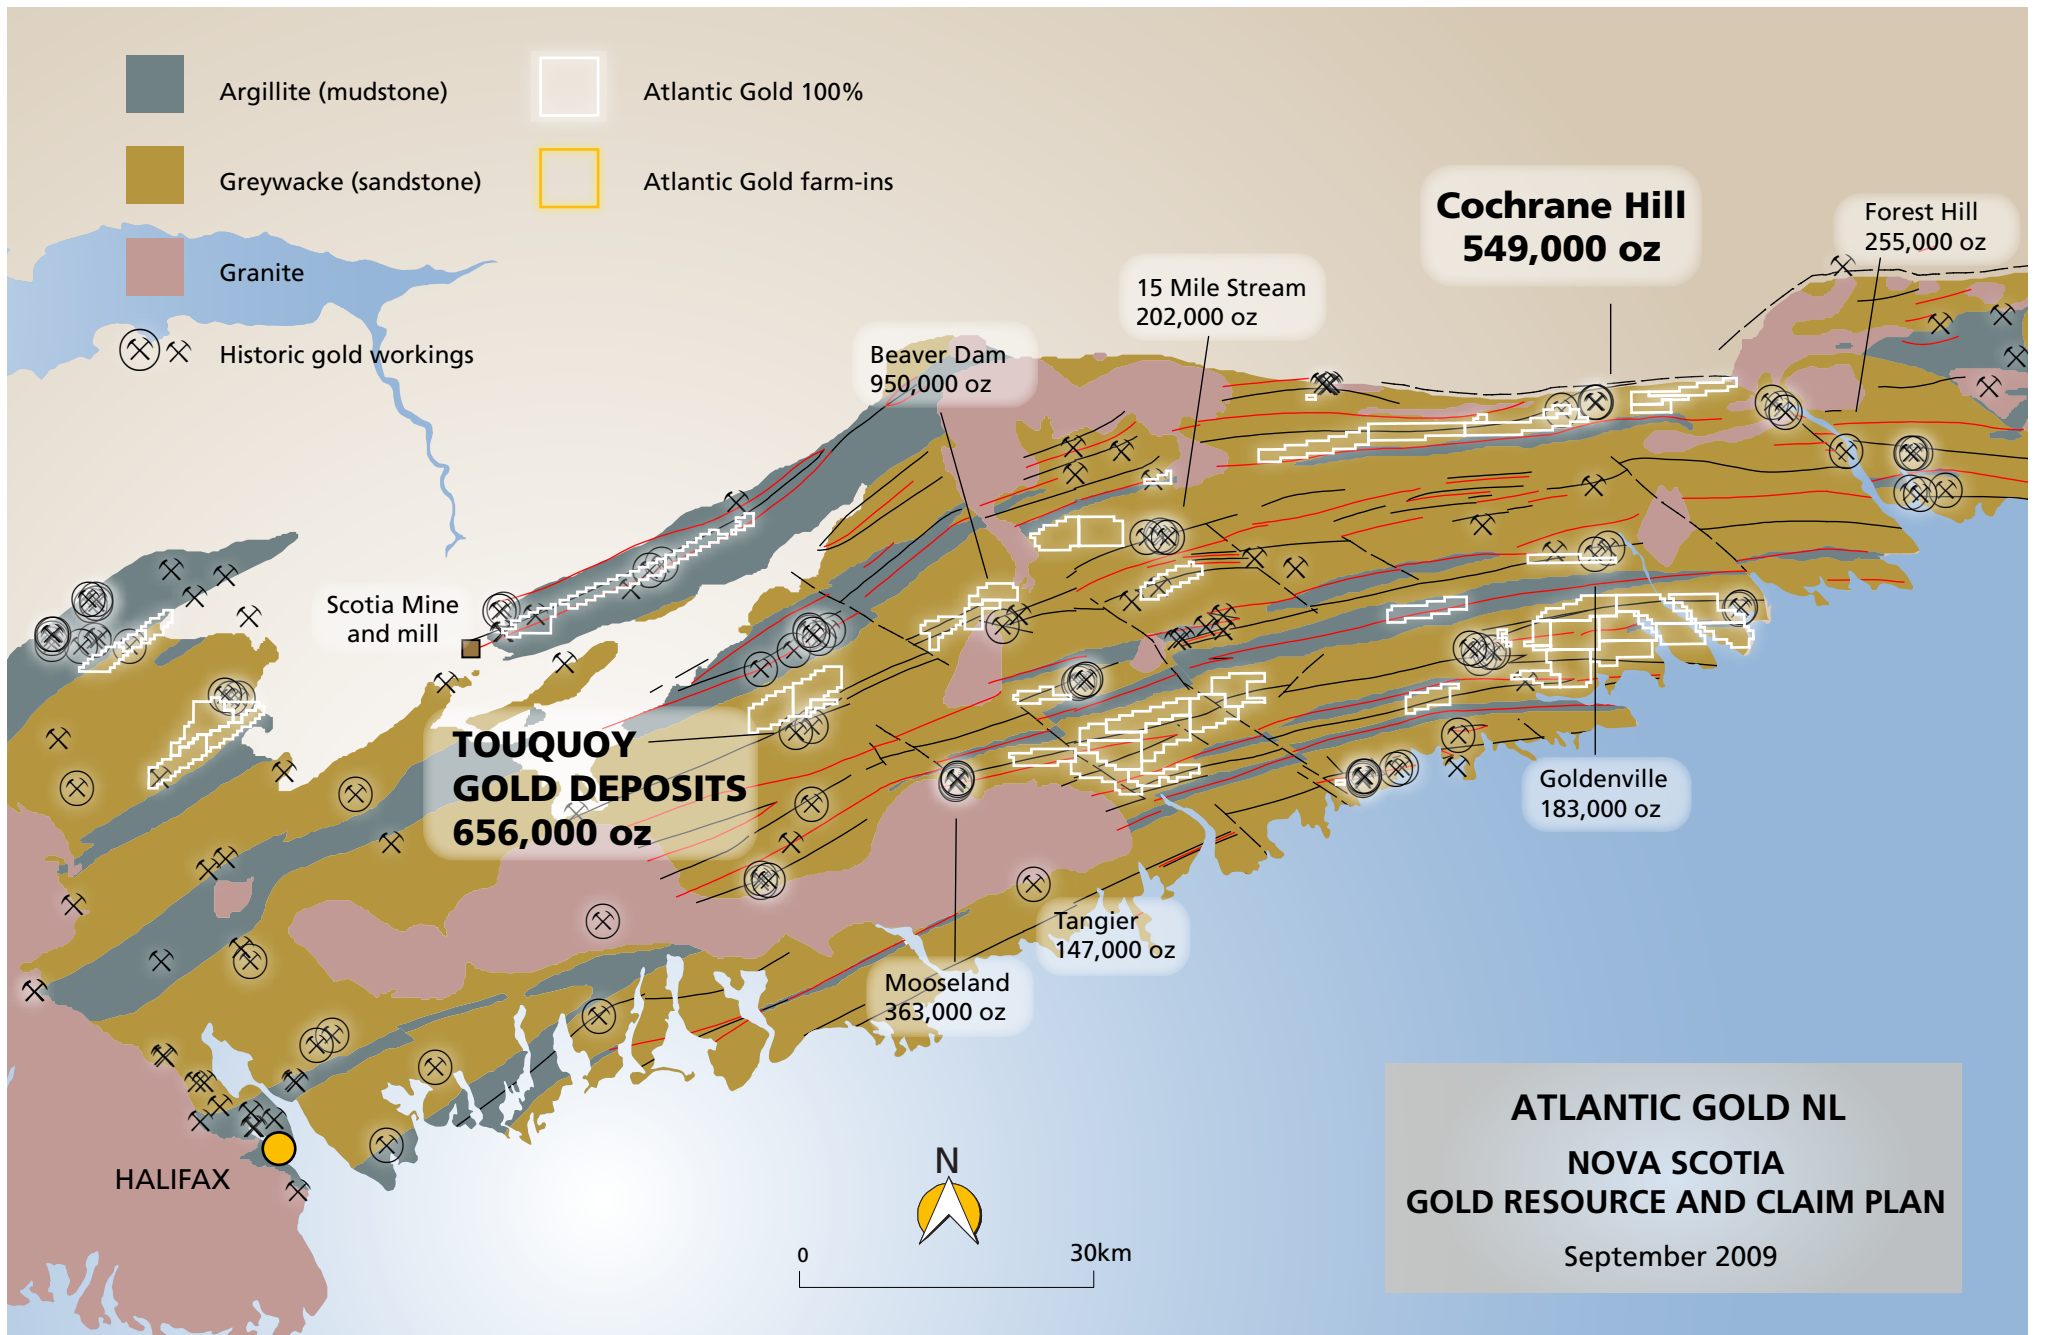 Argillite (mudstone)
Atlantic Gold 100%
Greywacke (sandstone)
Atlantic Gold farm-ins
Granite
Historic gold workings
Cochrane Hill
549,000 oz
Forest Hill
255,000 oz
15 Mile Stream
202,000 oz
Beaver Dam
950,000 oz
Scotia Mine
and mill
TOUQUOY
GOLD DEPOSITS
656,000 oz
Goldenville
183,000 oz
Tangier
147,000 oz
Mooseland
363,000 oz
HALIFAX
N
0
30km
ATLANTIC GOLD NL
NOVA SCOTIA
GOLD RESOURCE AND CLAIM PLAN
September 2009